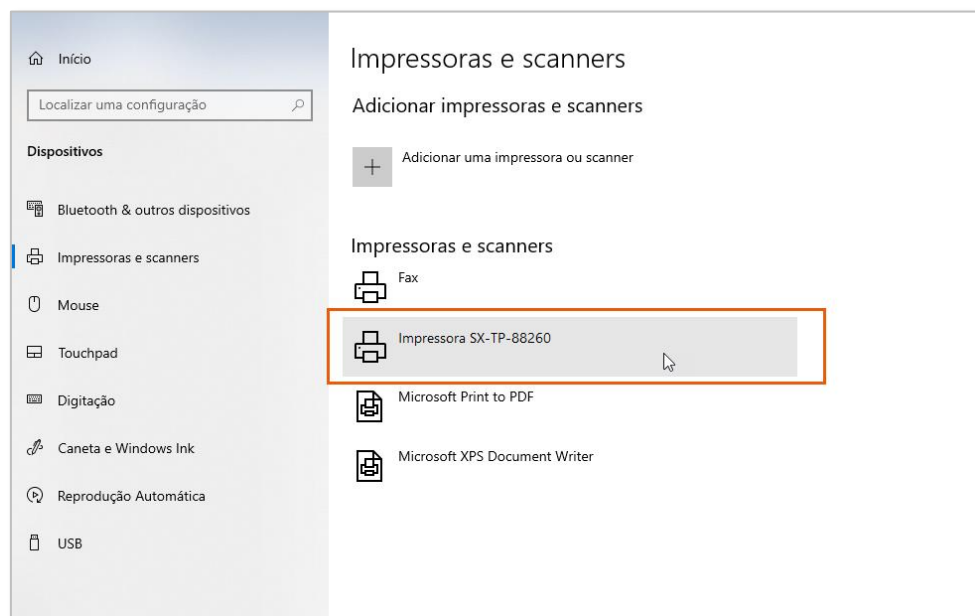 Início
Localizar uma configuração
Dispositivos
Bluetooth & outros dispositivos
Impressoras e scanners
Mouse
Touchpad
Digitação
Caneta e Windows Ink
Reprodução Automática
USB
Impressoras e scanners
Adicionar impressoras e scanners
Adicionar uma impressora ou scanner
Impressoras e scanners
Fax
Impressora SX-TP-88260
Microsoft Print to PDF
Microsoft XPS Document Writer